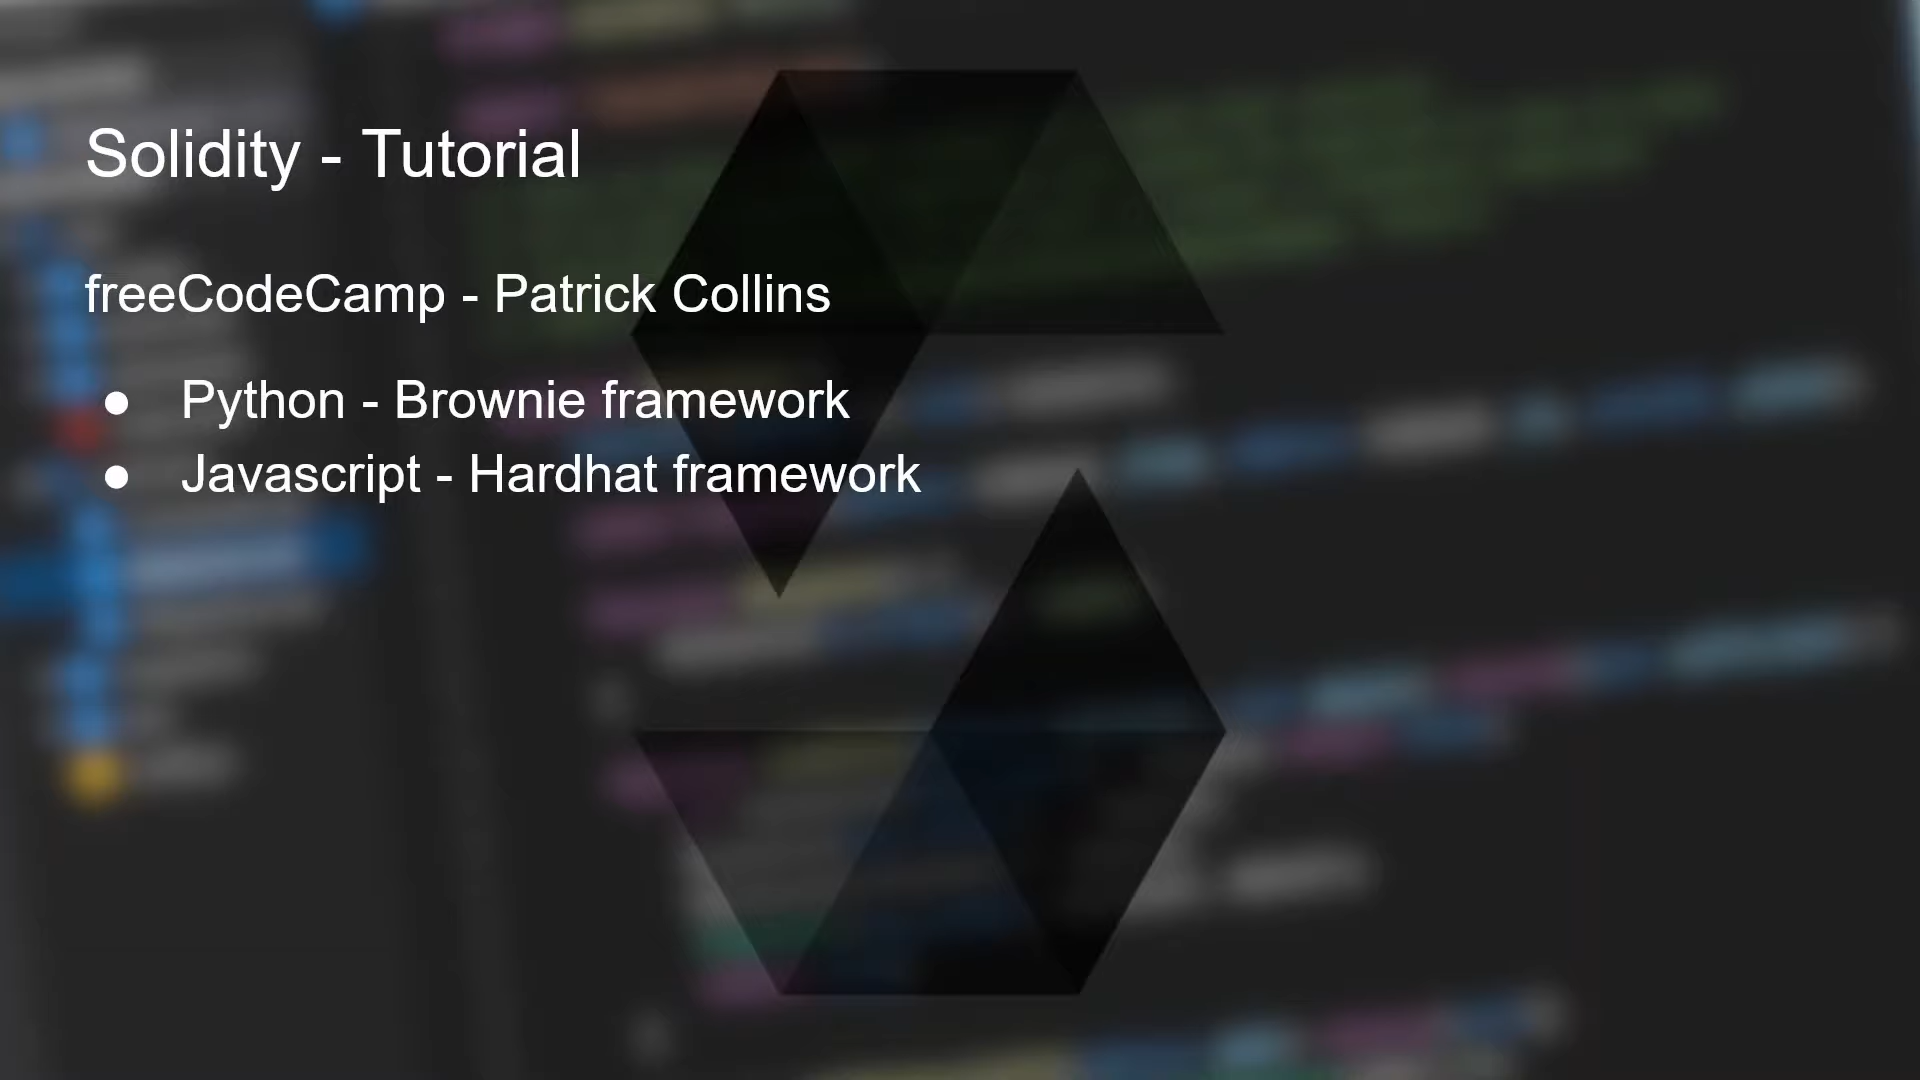 Solidity - Tutorial
freeCodeCamp - Patrick Collins
● Python - Brownie framework
● Javascript - Hardhat framework